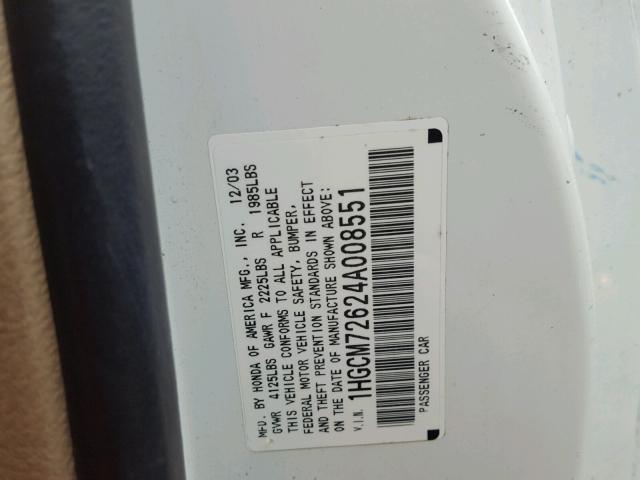 MFD. BY HONDA OF AMERICA MFG., INC. 12/03
GVWR 4125LBS GAWR F 2225LBS R 1985LBS
THIS VEHICLE CONFORMS TO ALL APPLICABLE
FEDERAL MOTOR VEHICLE SAFETY, BUMPER,
AND THEFT PREVENTION STANDARDS IN EFFECT
ON THE DATE OF MANUFACTURE SHOWN ABOVE:
V.I.N. 1HGCM72624A008551
PASSENGER CAR